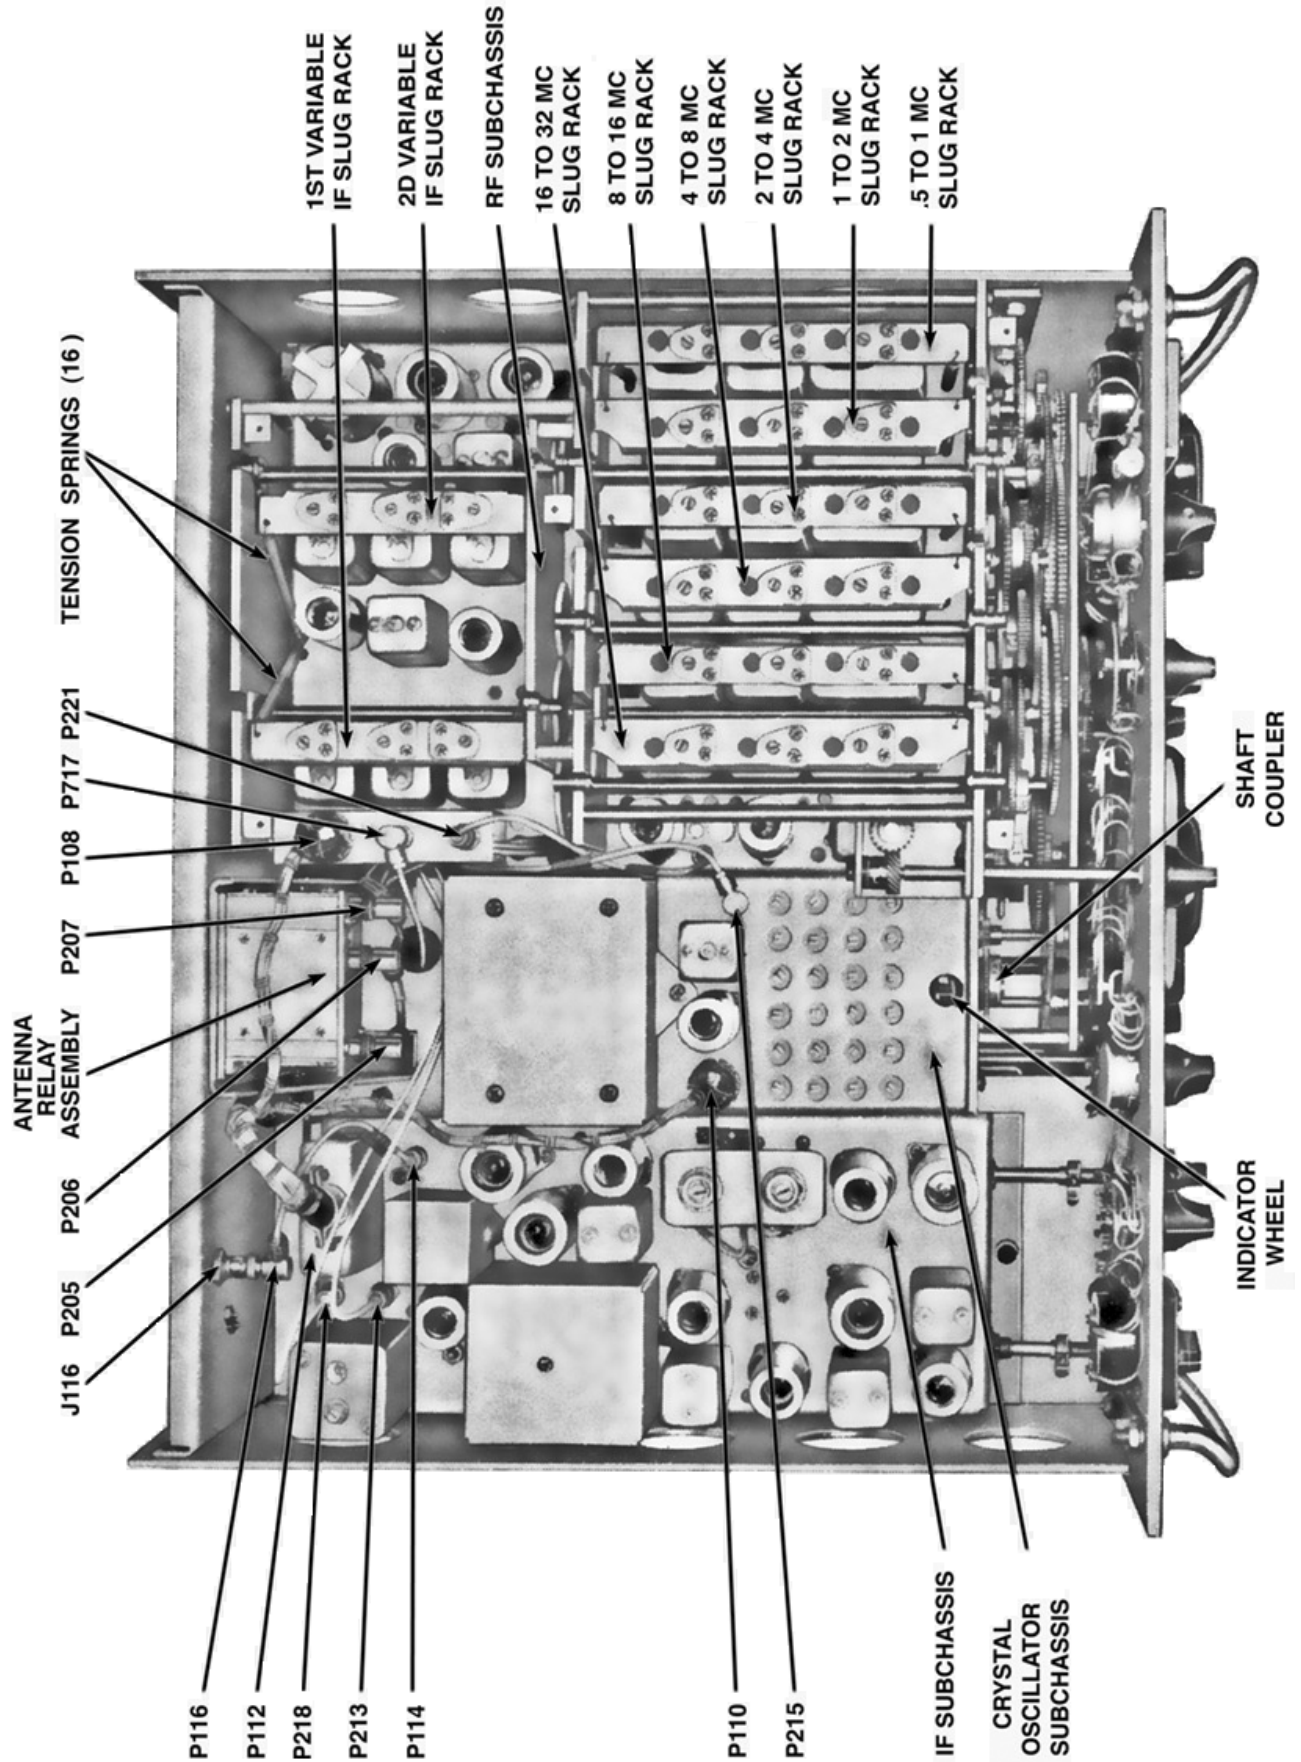 J116
P205
P206
ANTENNA
RELAY
ASSEMBLY
P207
P108
P717
P221
TENSION SPRINGS (16)
1ST VARIABLE
IF SLUG RACK
2D VARIABLE
IF SLUG RACK
RF SUBCHASSIS
16 TO 32 MC
SLUG RACK
8 TO 16 MC
SLUG RACK
4 TO 8 MC
SLUG RACK
2 TO 4 MC
SLUG RACK
1 TO 2 MC
SLUG RACK
.5 TO 1 MC
SLUG RACK
P116
P112
P218
P213
P114
P110
P215
IF SUBCHASSIS
CRYSTAL
OSCILLATOR
SUBCHASSIS
INDICATOR
WHEEL
SHAFT
COUPLER